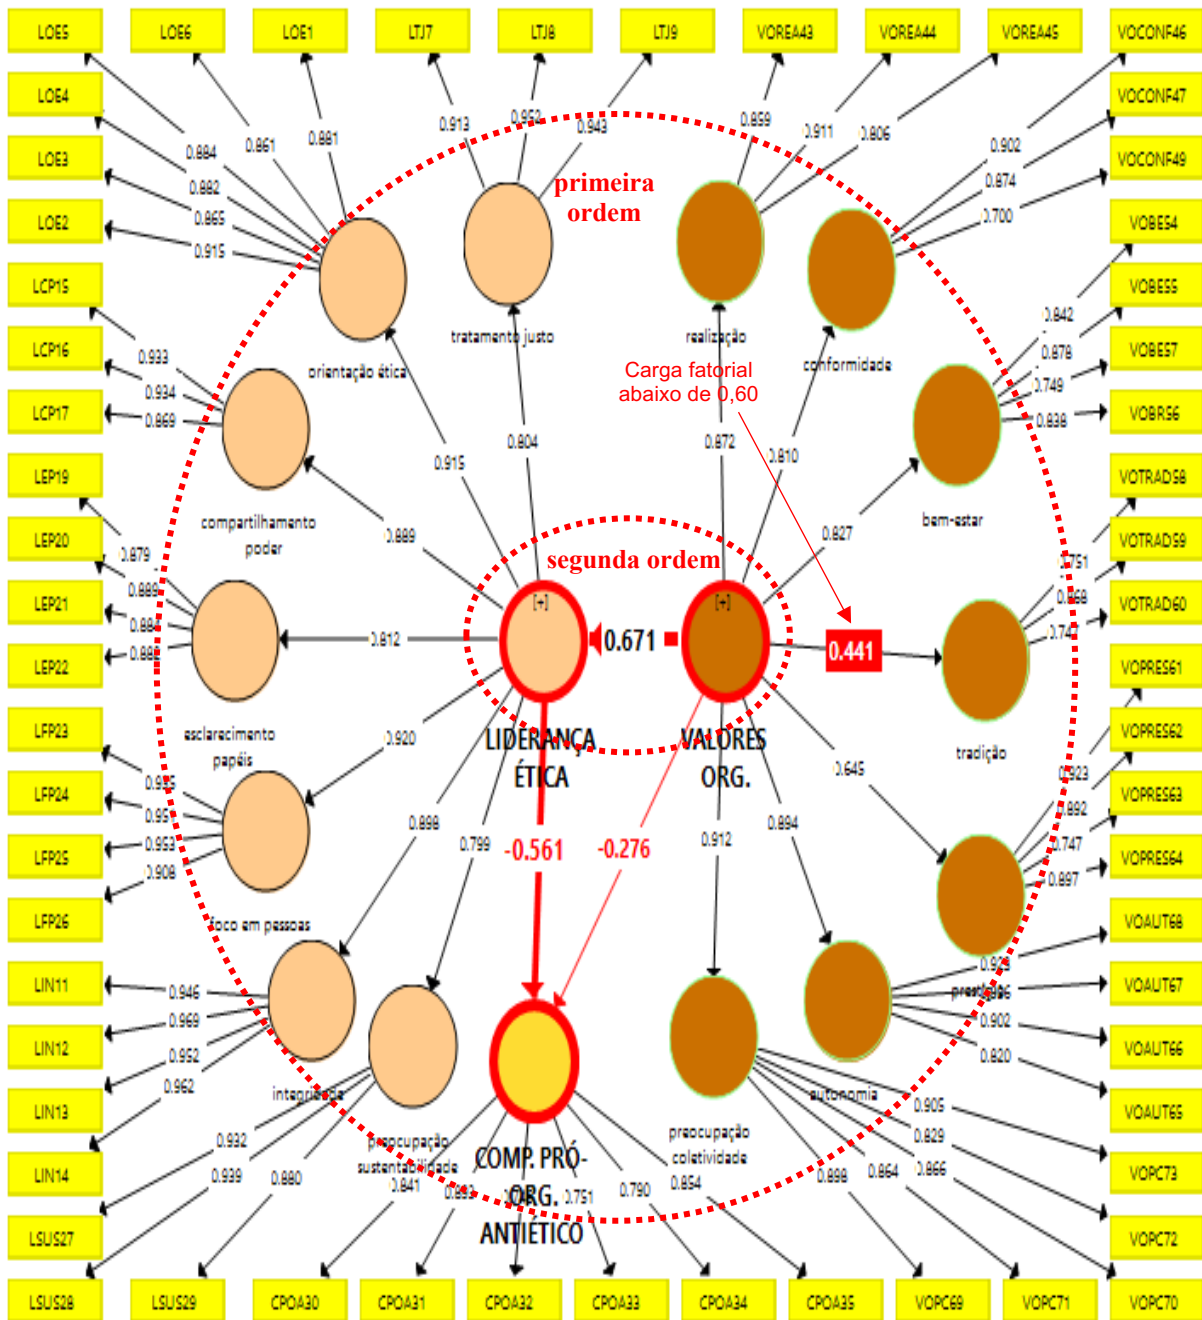 LOE5
LOE6
LOE1
LTJ7
LTJ8
LTJ9
VOREA43
VOREA44
VOREA45
VOCONF46
LOE4
VOCONF47
LOE3
VOCONF49
LOE2
VOBE54
LCP15
VOBE55
LCP16
VOBE57
LCP17
VOBR56
LEP19
VOTRAD58
LEP20
VOTRAD59
LEP21
VOTRAD60
LEP22
VOPRES61
LFP23
VOPRES62
LFP24
VOPRES63
LFP25
VOPRES64
LFP26
VOAUT68
LIN11
VOAUT67
LIN12
VOAUT66
LIN13
VOAUT65
LIN14
VOPC73
LSUS27
VOPC72
LSUS28
LSUS29
CPOA30
CPOA31
CPOA32
CPOA33
CPOA34
CPOA35
VOPC69
VOPC71
VOPC70
0.884
0.861
0.881
0.882
0.865
0.915
0.913
0.952
0.943
0.859
0.911
0.806
0.902
0.874
0.700
primeira
ordem
orientação ética
tratamento justo
realização
conformidade
Carga fatorial
abaixo de 0,60
0.933
0.934
0.869
0.842
0.878
0.749
0.838
0.915
0.804
0.872
0.810
compartilhamento
poder
0.889
0.827
bem-estar
0.879
0.889
0.751
segunda ordem
[+]
[+]
0.812
0.671
0.441
esclarecimento
papéis
LIDERANÇA
ÉTICA
VALORES
ORG.
tradição
0.920
0.645
0.923
0.892
0.747
0.897
0.953
0.908
0.898
0.799
-0.561
-0.276
0.912
0.894
foco em pessoas
0.946
0.969
0.952
0.962
0.902
0.820
integridade
autonomia
preocupação
sustentabilidade
preocupação
coletividade
COMP. PRÓ-
ORG.
ANTIÉTICO
0.932
0.939
0.880
0.841
0.751
0.790
0.854
0.905
0.829
0.866
0.864
0.898